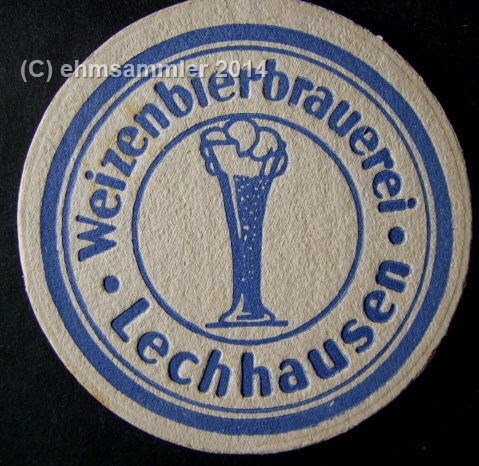 (C) ehmsammler 2014
Weizenbierbrauerei
• Lechhausen •